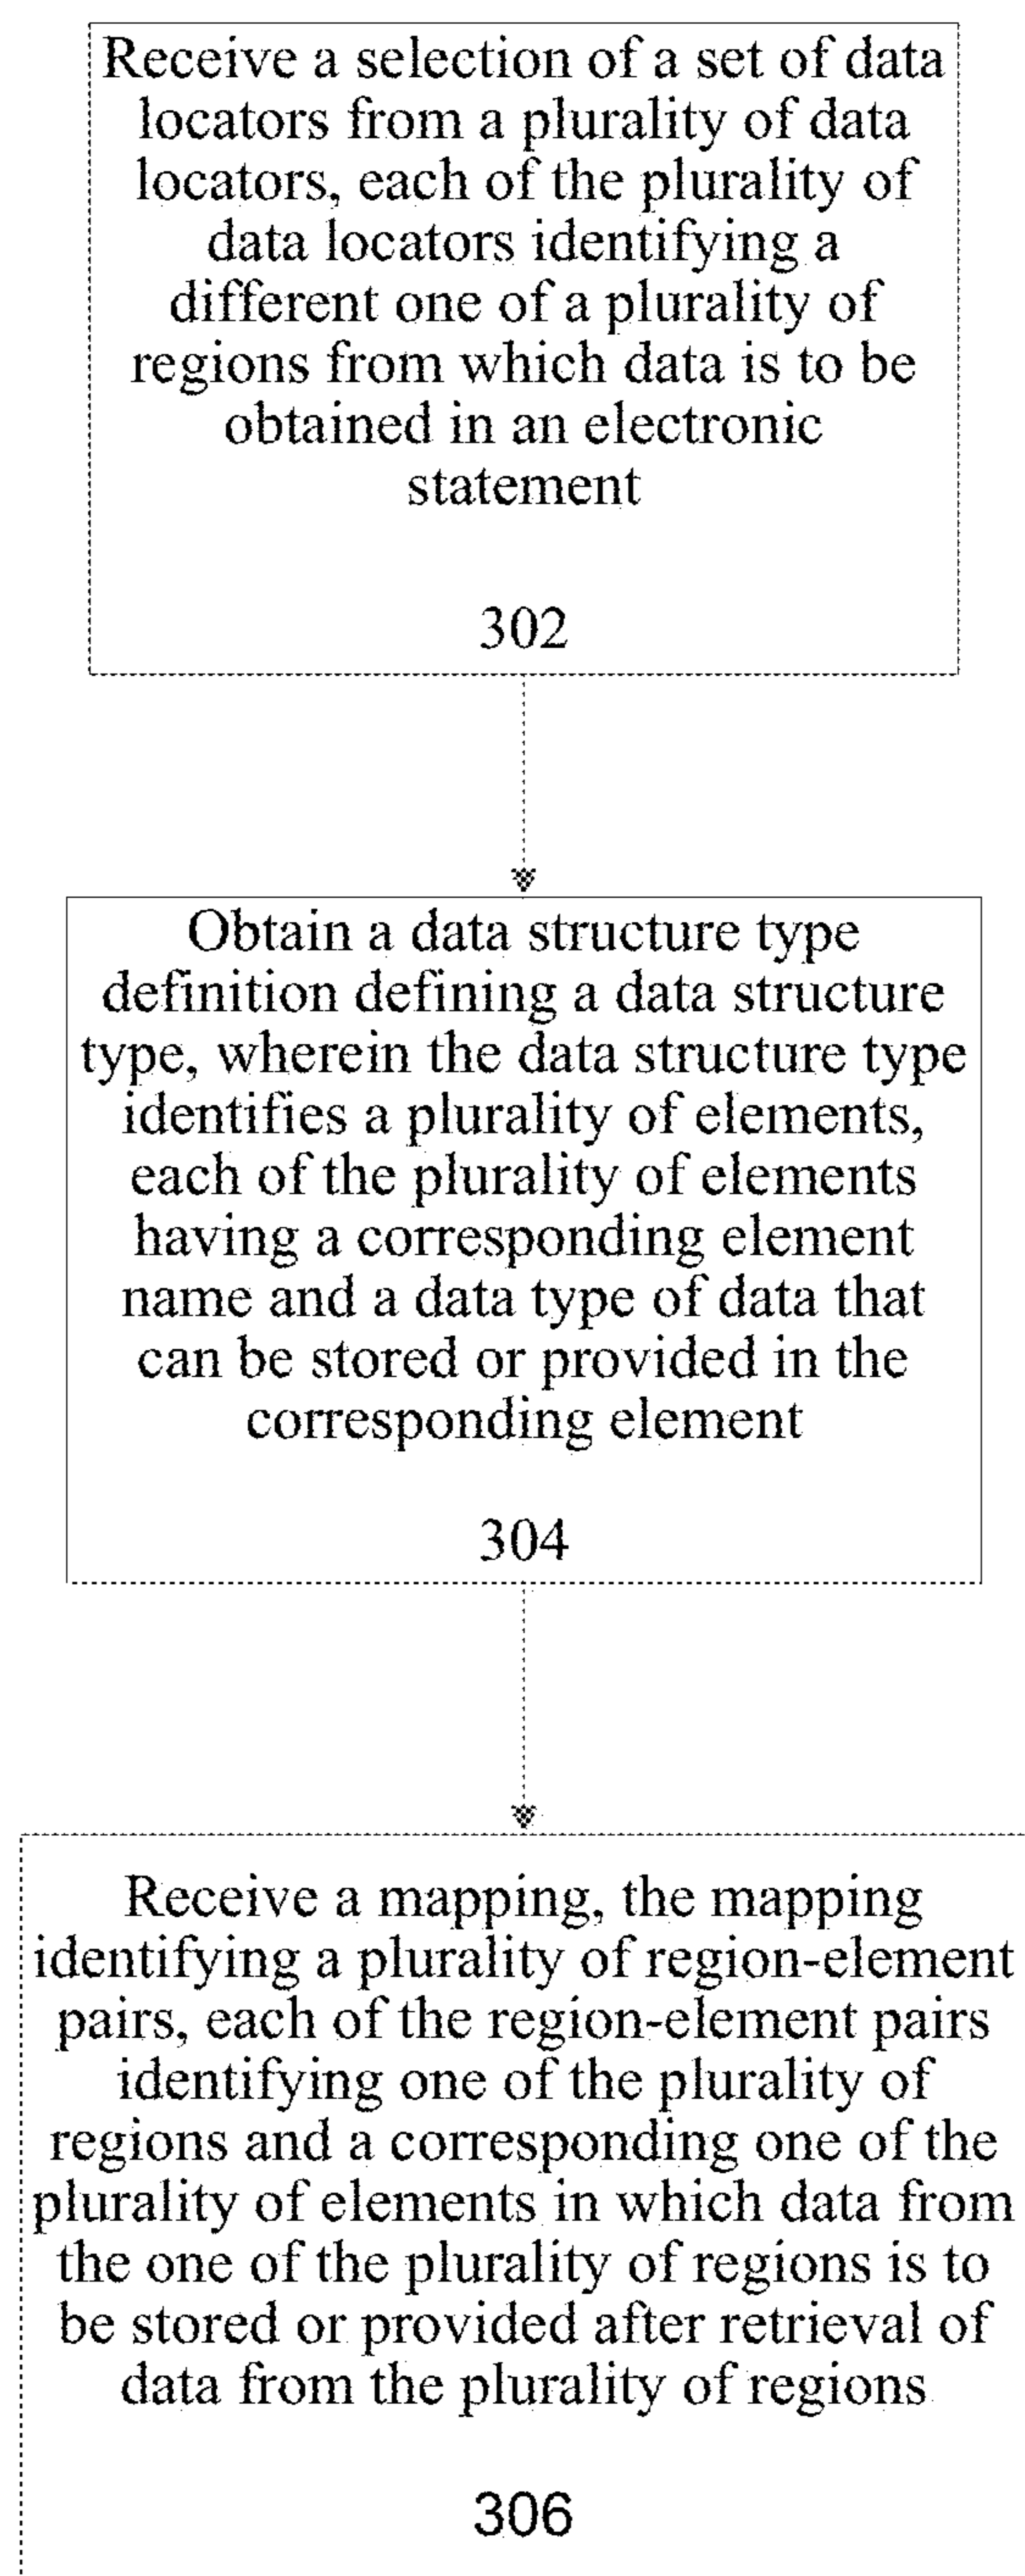 Receive a selection of a set of data
locators from a plurality of data
locators, each of the plurality of
data locators identifying a
different one of a plurality of
regions from which data is to be
obtained in an electronic
statement
302
Obtain a data structure type
definition defining a data structure
type, wherein the data structure type
identifies a plurality of elements,
each of the plurality of elements
having a corresponding element
name and a data type of data that
can be stored or provided in the
corresponding element
304
Receive a mapping, the mapping
identifying a plurality of region-element
pairs, each of the region-element pairs
identifying one of the plurality of
regions and a corresponding one of the
plurality of elements in which data from
the one of the plurality of regions is to
be stored or provided after retrieval of
data from the plurality of regions
306